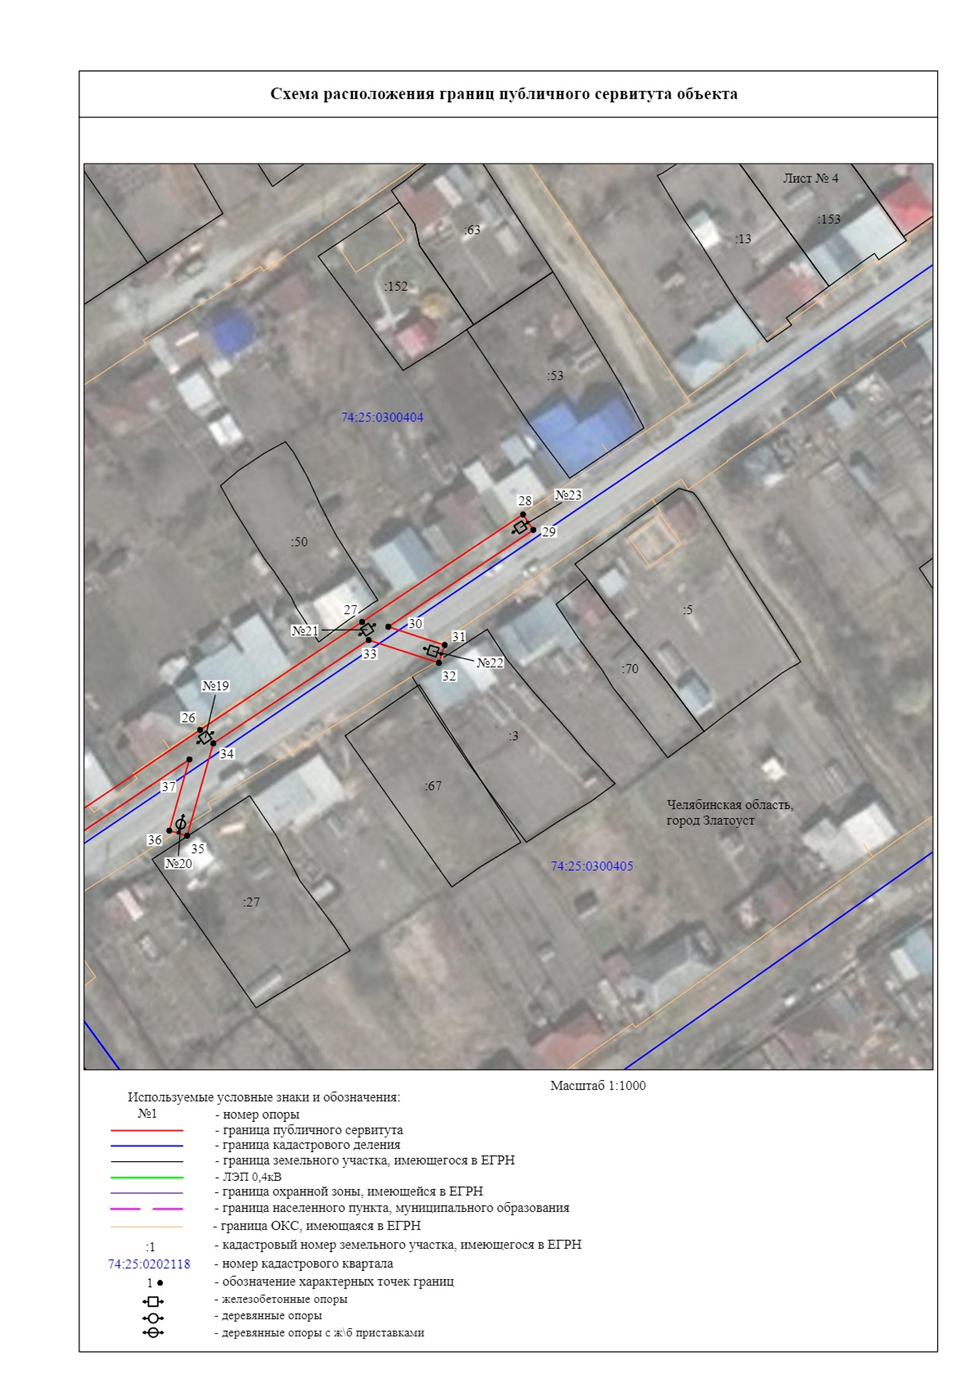 Схема расположения границ публичного сервитута объекта
Лист № 4
:153
:63
:13
:152
:53
74:25:0300404
28
№23
29
:50
27
30
№21
31
:5
33
№22
32
:70
№19
26
34
:3
37
:67
Челябинская область,
город Златоуст
36
35
№20
74:25:0300405
:27
Масштаб 1:1000
Используемые условные знаки и обозначения:
№1 - номер опоры
- граница публичного сервитута
- граница кадастрового деления
- граница земельного участка, имеющегося в ЕГРН
- ЛЭП 0,4кВ
- граница охранной зоны, имеющейся в ЕГРН
- граница населенного пункта, муниципального образования
- граница ОКС, имеющаяся в ЕГРН
:1 - кадастровый номер земельного участка, имеющегося в ЕГРН
74:25:0202118 - номер кадастрового квартала
1 - обозначение характерных точек границ
- железобетонные опоры
- деревянные опоры
- деревянные опоры с ж\б приставками